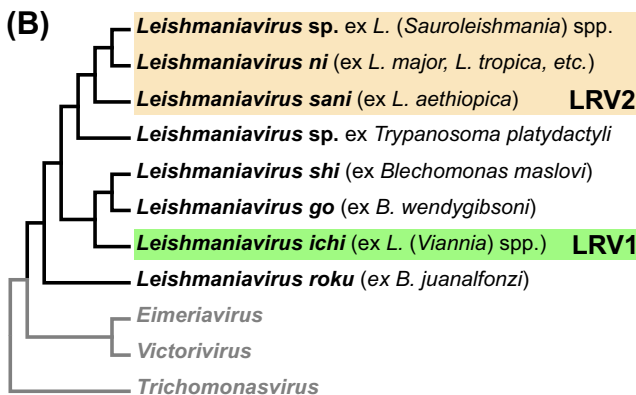 (B)
Leishmaniavirus sp. ex L. (Sauroleishmania) spp.
Leishmaniavirus ni (ex L. major, L. tropica, etc.)
Leishmaniavirus sani (ex L. aethiopica) LRV2
Leishmaniavirus sp. ex Trypanosoma platydactyli
Leishmaniavirus shi (ex Blechomonas maslovi)
Leishmaniavirus go (ex B. wendygibsoni)
Leishmaniavirus ichi (ex L. (Viannia) spp.) LRV1
Leishmaniavirus roku (ex B. juanalfonzi)
Eimeriavirus
Victorivirus
Trichomonasvirus